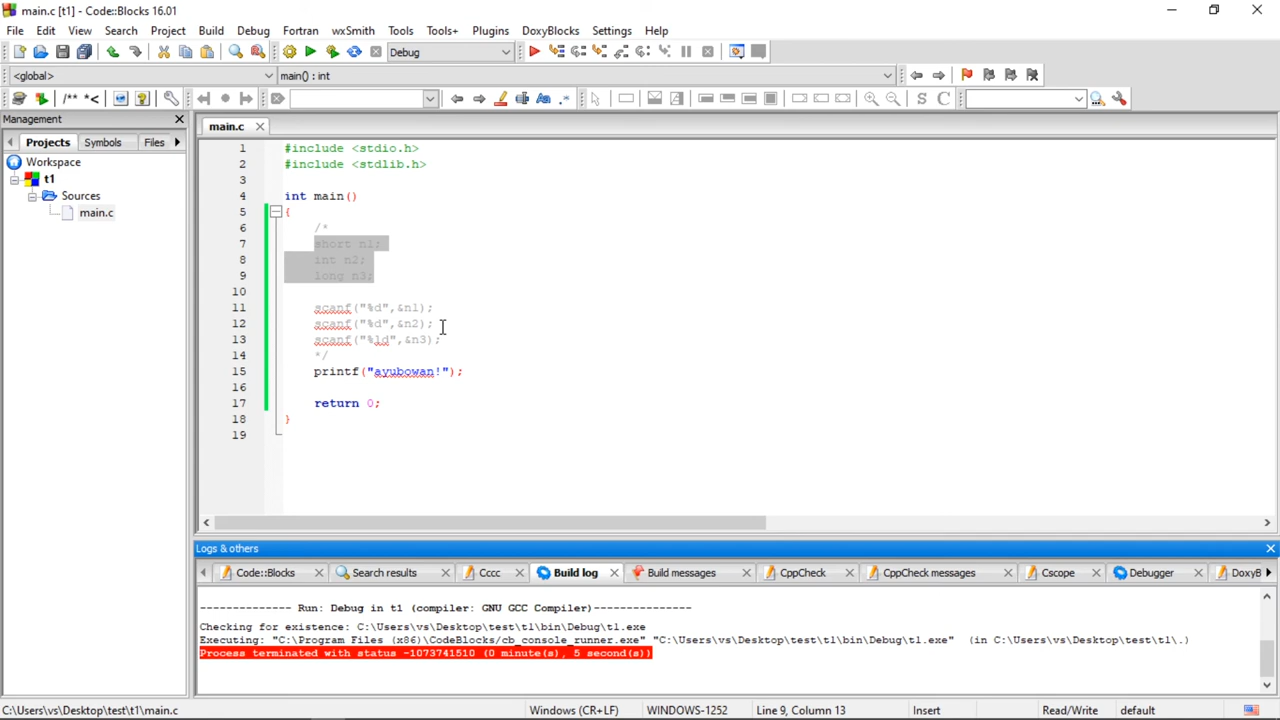 main.c [t1] - Code::Blocks 16.01
File Edit View Search Project Build Debug Fortran wxSmith Tools Tools+ Plugins DoxyBlocks Settings Help
Debug
<global> main() : int
/** *< S C
Management
main.c
Projects Symbols Files
Workspace
t1
Sources
main.c
1 #include <stdio.h>
2 #include <stdlib.h>
3
4 int main()
5 {
6 /*
7 short n1;
8 int n2;
9 long n3;
10
11 scanf("%d",&n1);
12 scanf("%d",&n2);
13 scanf("%ld",&n3);
14 */
15 printf("ayubowan!");
16
17 return 0;
18 }
19
Logs & others
Code::Blocks Search results Cccc Build log Build messages CppCheck CppCheck messages Cscope Debugger DoxyB
-------------- Run: Debug in t1 (compiler: GNU GCC Compiler)---------------
Checking for existence: C:\Users\vs\Desktop\test\t1\bin\Debug\t1.exe
Executing: "C:\Program Files (x86)\CodeBlocks/cb_console_runner.exe" "C:\Users\vs\Desktop\test\t1\bin\Debug\t1.exe" (in C:\Users\vs\Desktop\test\t1\.)
Process terminated with status -1073741510 (0 minute(s), 5 second(s))
C:\Users\vs\Desktop\test\t1\main.c Windows (CR+LF) WINDOWS-1252 Line 9, Column 13 Insert Read/Write default